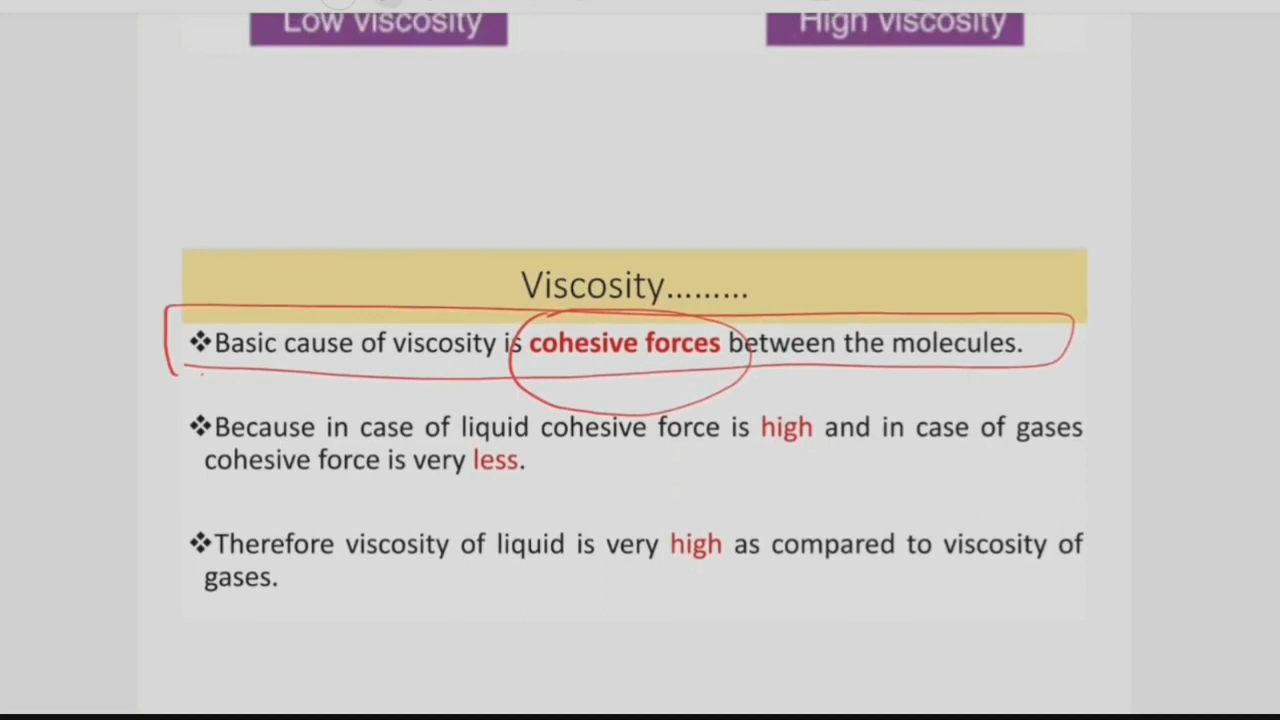 Low Viscosity
High Viscosity
Viscosity.........
❖Basic cause of viscosity is cohesive forces between the molecules.
❖Because in case of liquid cohesive force is high and in case of gases
cohesive force is very less.
❖Therefore viscosity of liquid is very high as compared to viscosity of
gases.